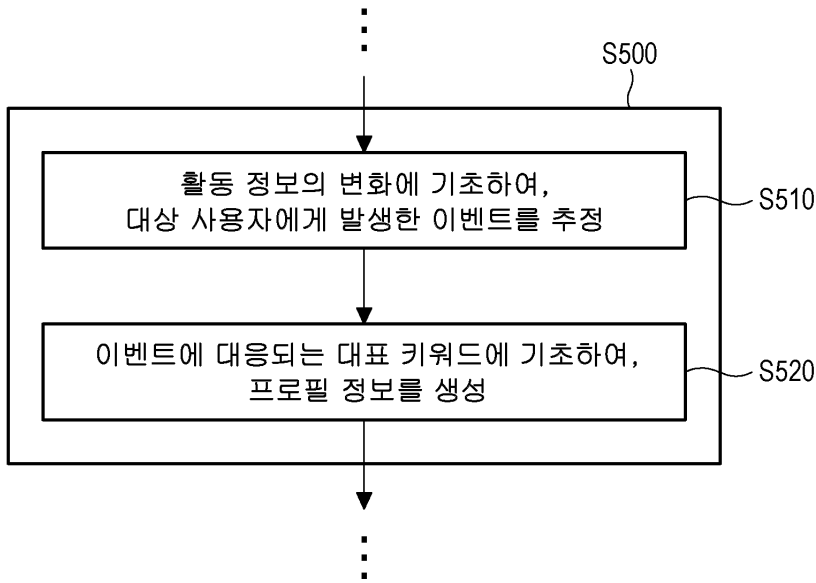 S500
활동 정보의 변화에 기초하여,
대상 사용자에게 발생한 이벤트를 추정
S510
이벤트에 대응되는 대표 키워드에 기초하여,
프로필 정보를 생성
S520